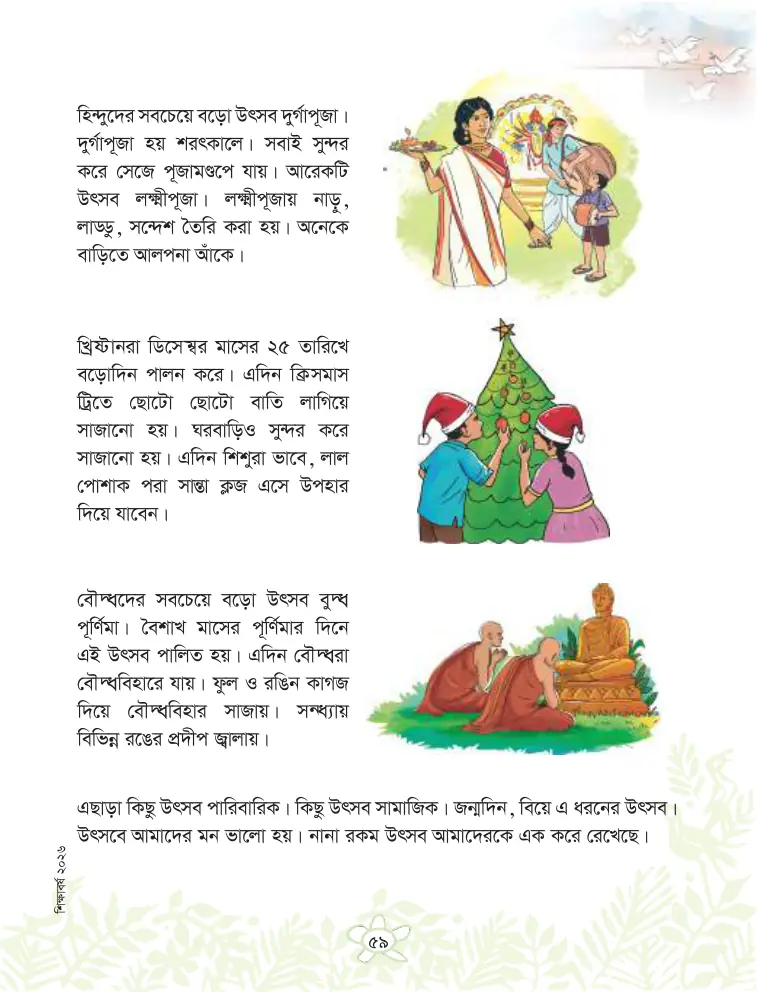 হিন্দুদের সবচেয়ে বড়ো উৎসব দুর্গাপূজা।
দুর্গাপূজা হয় শরৎকালে। সবাই সুন্দর
করে সেজে পূজামণ্ডপে যায়। আরেকটি
উৎসব লক্ষ্মীপূজা। লক্ষ্মীপূজায় নাড়ু,
লাড্ডু, সন্দেশ তৈরি করা হয়। অনেকে
বাড়িতে আলপনা আঁকে।
খ্রিষ্টানরা ডিসেম্বর মাসের ২৫ তারিখে
বড়োদিন পালন করে। এদিন ক্রিসমাস
ট্রিতে ছোটো ছোটো বাতি লাগিয়ে
সাজানো হয়। ঘরবাড়িও সুন্দর করে
সাজানো হয়। এদিন শিশুরা ভাবে, লাল
পোশাক পরা সান্তা ক্লজ এসে উপহার
দিয়ে যাবেন।
বৌদ্ধদের সবচেয়ে বড়ো উৎসব বুদ্ধ
পূর্ণিমা। বৈশাখ মাসের পূর্ণিমার দিনে
এই উৎসব পালিত হয়। এদিন বৌদ্ধরা
বৌদ্ধবিহারে যায়। ফুল ও রঙিন কাগজ
দিয়ে বৌদ্ধবিহার সাজায়। সন্ধ্যায়
বিভিন্ন রঙের প্রদীপ জ্বালায়।
এছাড়া কিছু উৎসব পারিবারিক। কিছু উৎসব সামাজিক। জন্মদিন, বিয়ে এ ধরনের উৎসব।
উৎসবে আমাদের মন ভালো হয়। নানা রকম উৎসব আমাদেরকে এক করে রেখেছে।
শিক্ষাবর্ষ ২০২৬
৫৯